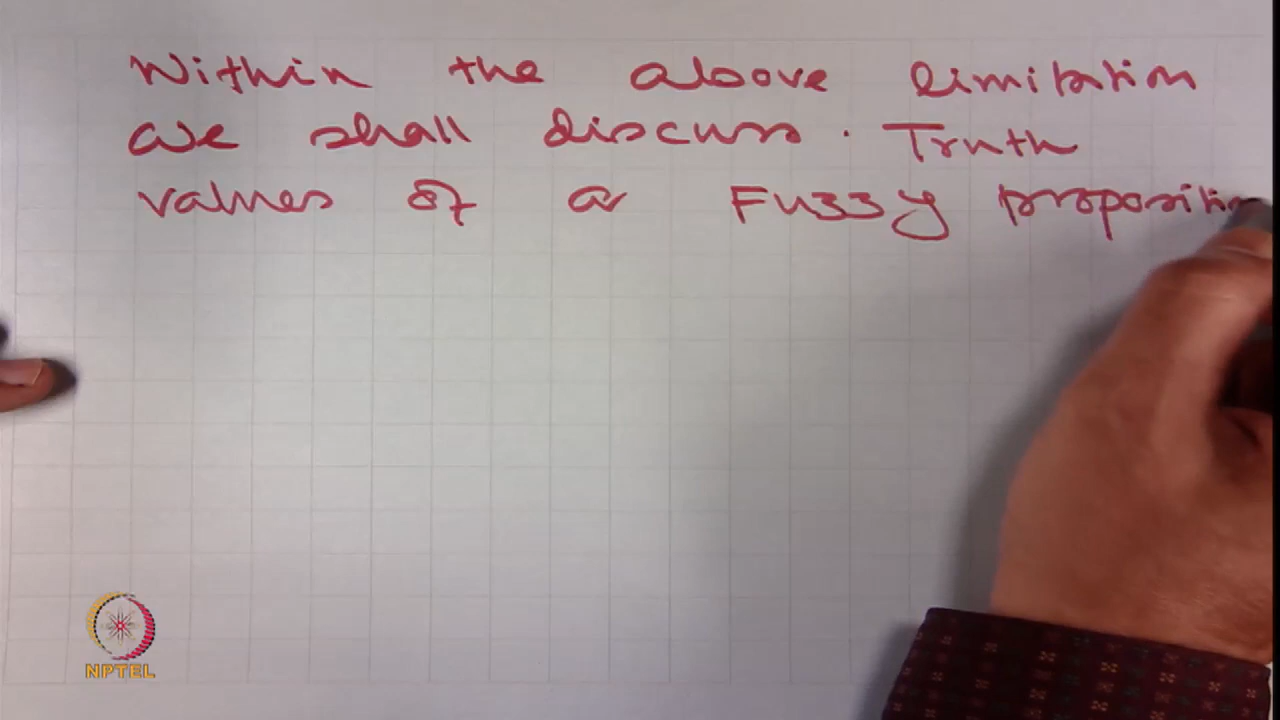 Within the above limitation
we shall discuss. Truth
values of a Fuzzy proposition
NPTEL